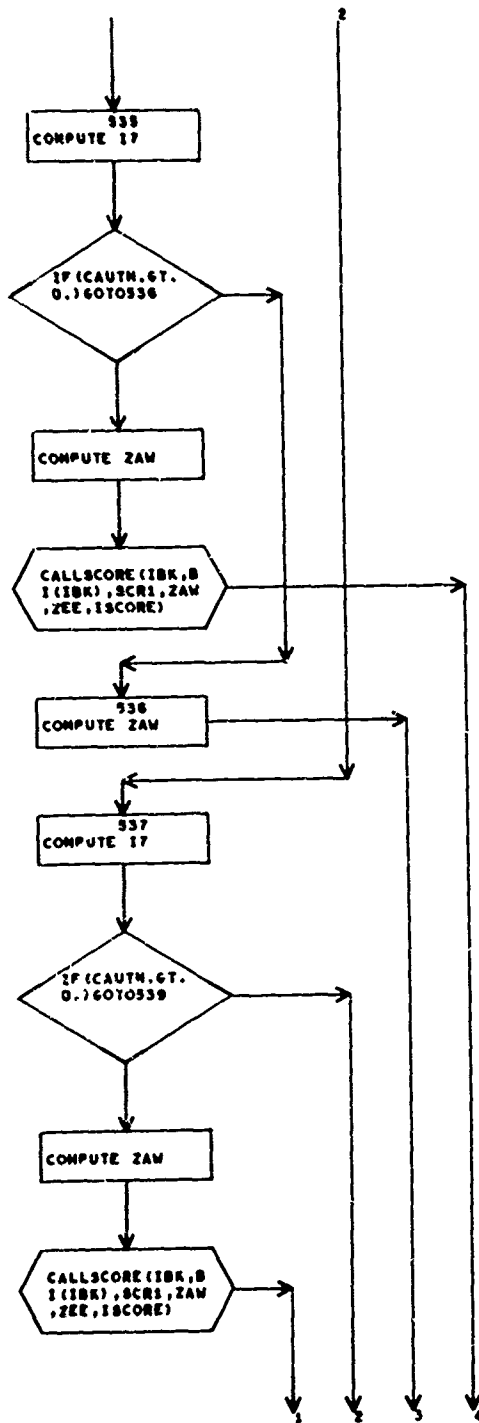 2
535
COMPUTE I7
IF(CAUTH.GT.
0.)GOTO536
COMPUTE ZAW
CALLSCORE(IBK,B
I(IBK),SCR1,ZAW
,ZEE,ISCORE)
536
COMPUTE ZAW
537
COMPUTE I7
IF(CAUTH.GT.
0.)GOTO539
COMPUTE ZAW
CALLSCORE(IBK,B
I(IBK),SCR1,ZAW
,ZEE,ISCORE)
1 2 3 4